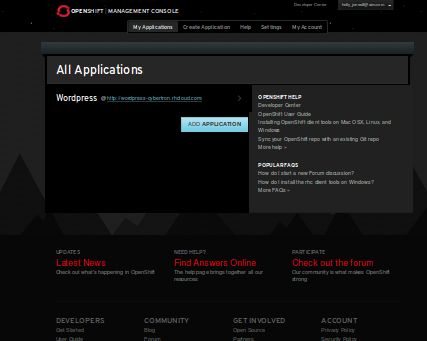 Developer Center
OPENSHIFT | MANAGEMENT CONSOLE
My Applications Create Application Help Settings My Account
All Applications
Wordpress @ http://wordpress-cybertron.rhcloud.com
ADD APPLICATION
OPENSHIFT HELP
Developer Center
OpenShift User Guide
Installing OpenShift client tools on Mac OSX, Linux, and
Windows
Sync your OpenShift repo with an existing Git repo
More help »
POPULAR FAQS
How do I start a new Forum discussion?
How do I install the rhc client tools on Windows?
More FAQs »
UPDATES
Latest News
Check out what's happening in OpenShift
NEED HELP?
Find Answers Online
The help page brings together all our
resources
PARTICIPATE
Check out the forum
Our community is what makes OpenShift
strong
DEVELOPERS
Get Started
User Guide
COMMUNITY
Blog
Forum
GET INVOLVED
Open Source
Partners
ACCOUNT
Privacy Policy
Security Policy